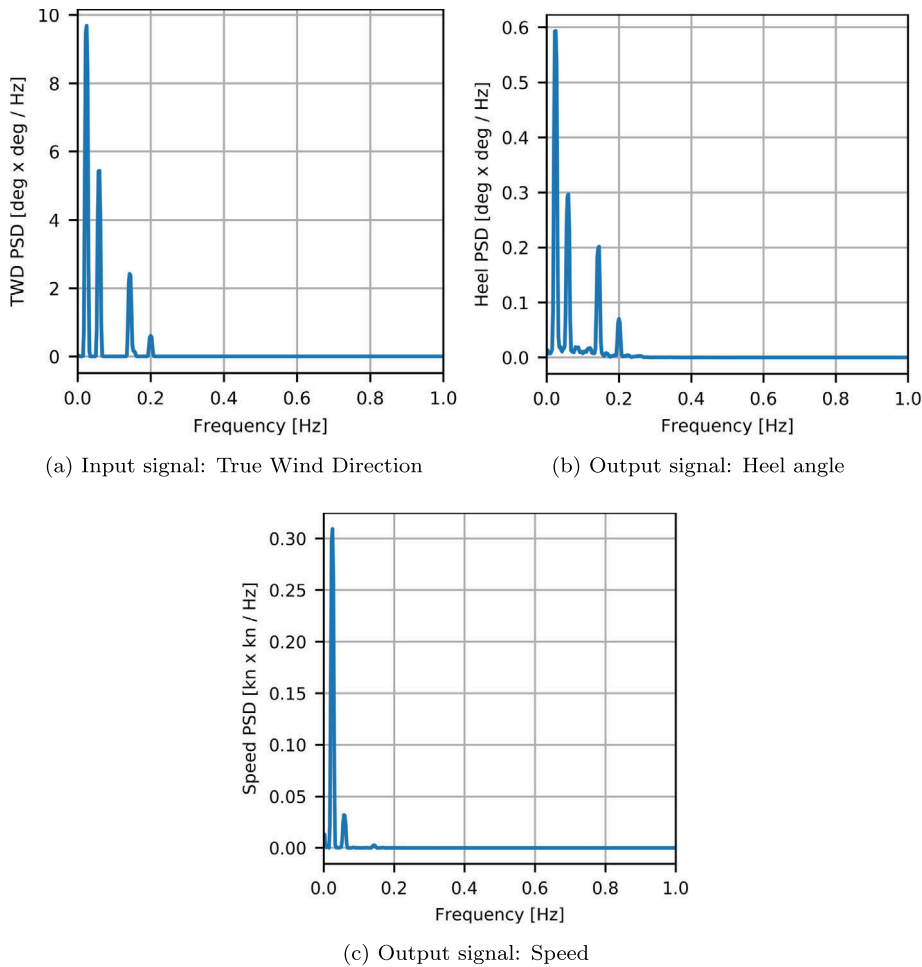 TWD PSD [deg x deg / Hz]
10
8
6
4
2
0
0.0 0.2 0.4 0.6 0.8 1.0
Frequency [Hz]
(a) Input signal: True Wind Direction
Heel PSD [deg x deg / Hz]
0.6
0.5
0.4
0.3
0.2
0.1
0.0
0.0 0.2 0.4 0.6 0.8 1.0
Frequency [Hz]
(b) Output signal: Heel angle
Speed PSD [kn x kn / Hz]
0.30
0.25
0.20
0.15
0.10
0.05
0.00
0.0 0.2 0.4 0.6 0.8 1.0
Frequency [Hz]
(c) Output signal: Speed